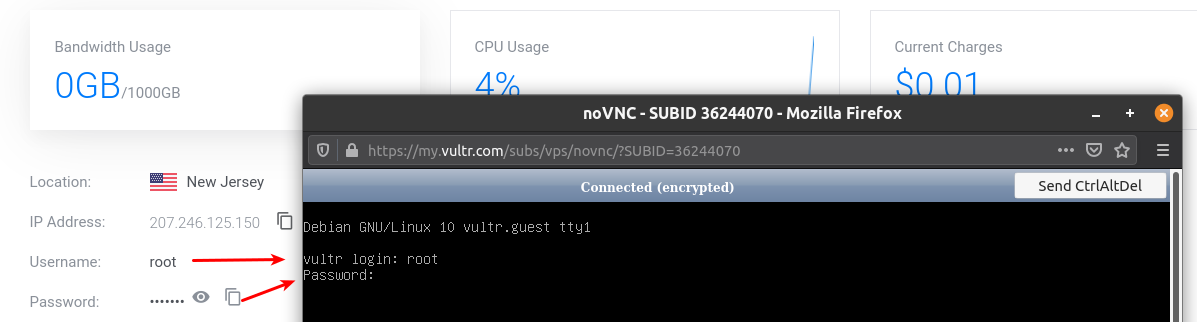 Bandwidth Usage
0GB/1000GB
CPU Usage
4%
Current Charges
$0.01
noVNC - SUBID 36244070 - Mozilla Firefox
https://my.vultr.com/subs/vps/novnc/?SUBID=36244070
Connected (encrypted)
Send CtrlAltDel
Location:
New Jersey
IP Address:
207.246.125.150
Username:
root
Password:
•••••••
Debian GNU/Linux 10 vultr.guest tty1
vultr login: root
Password: